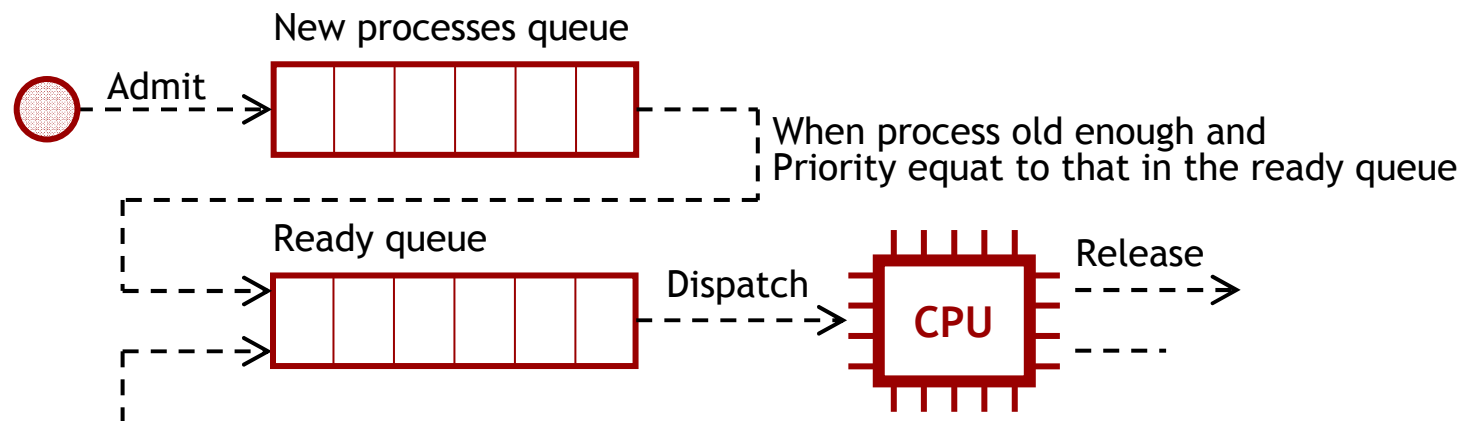 New processes queue
Admit
When process old enough and
Priority equat to that in the ready queue
Ready queue
Dispatch
Release
CPU